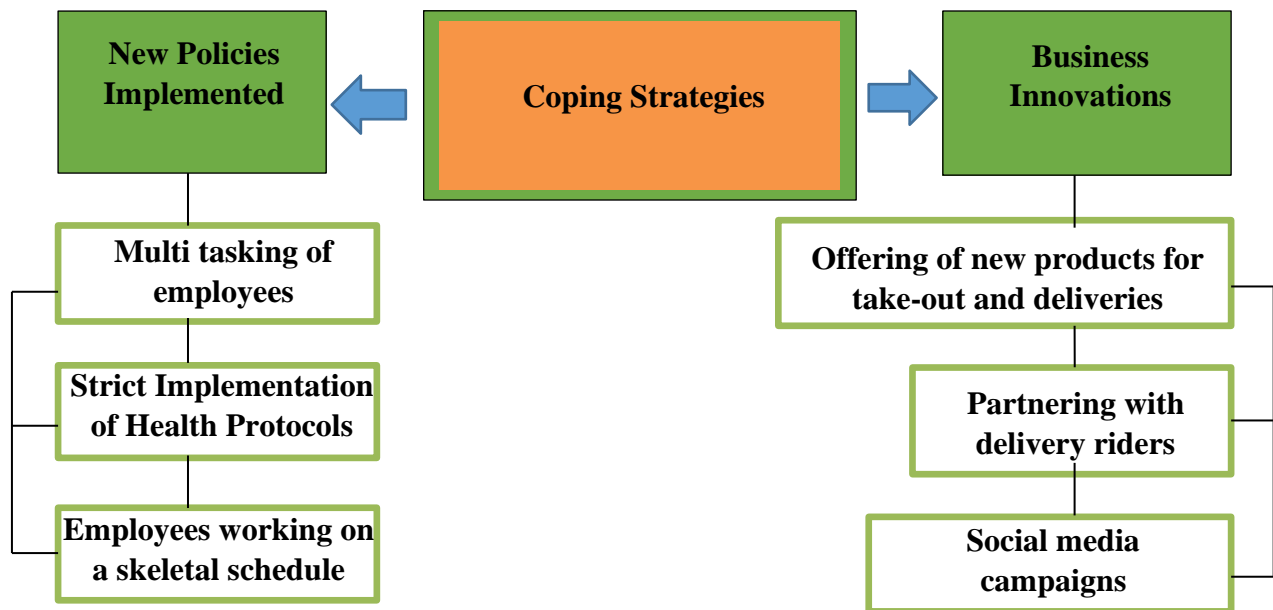 New Policies
Implemented
Coping Strategies
Business
Innovations
Multi tasking of
employees
Strict Implementation
of Health Protocols
Employees working on
a skeletal schedule
Offering of new products for
take-out and deliveries
Partnering with
delivery riders
Social media
campaigns